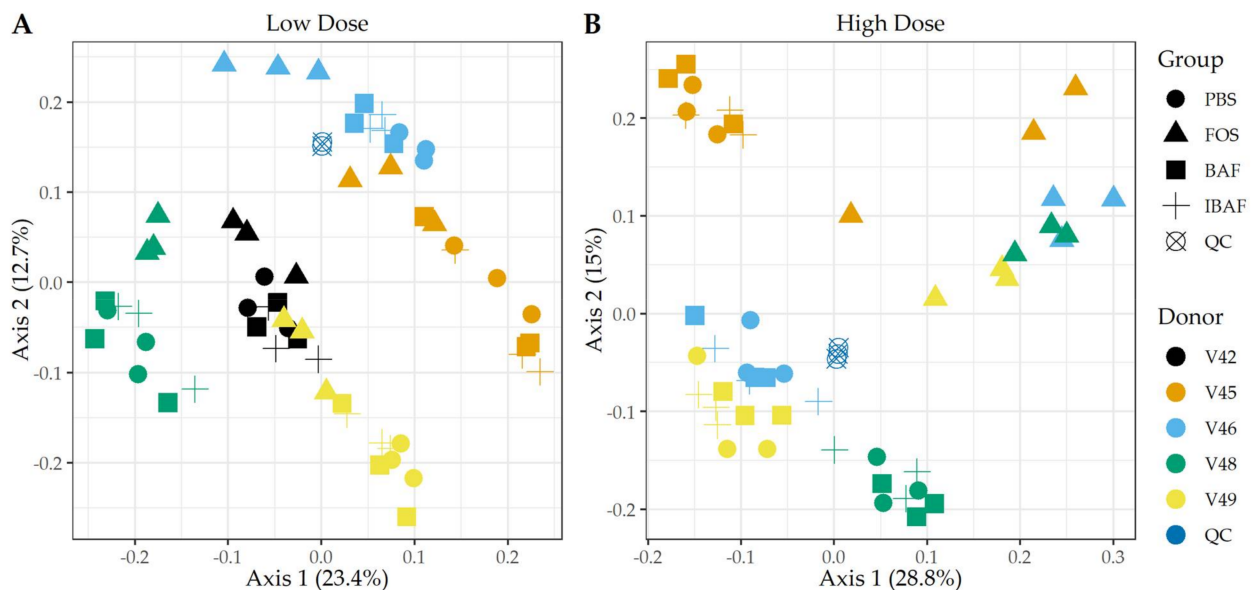 A
Low Dose
0.2
0.1
0.0
-0.1
-0.2
-0.2
-0.1
0.0
0.1
0.2
Axis 1 (23.4%)
Axis 2 (12.7%)
B
High Dose
0.2
0.1
0.0
-0.1
-0.2
-0.2
-0.1
0.0
0.1
0.2
0.3
Axis 1 (28.8%)
Axis 2 (15%)
Group
PBS
FOS
BAF
IBAF
QC
Donor
V42
V45
V46
V48
V49
QC